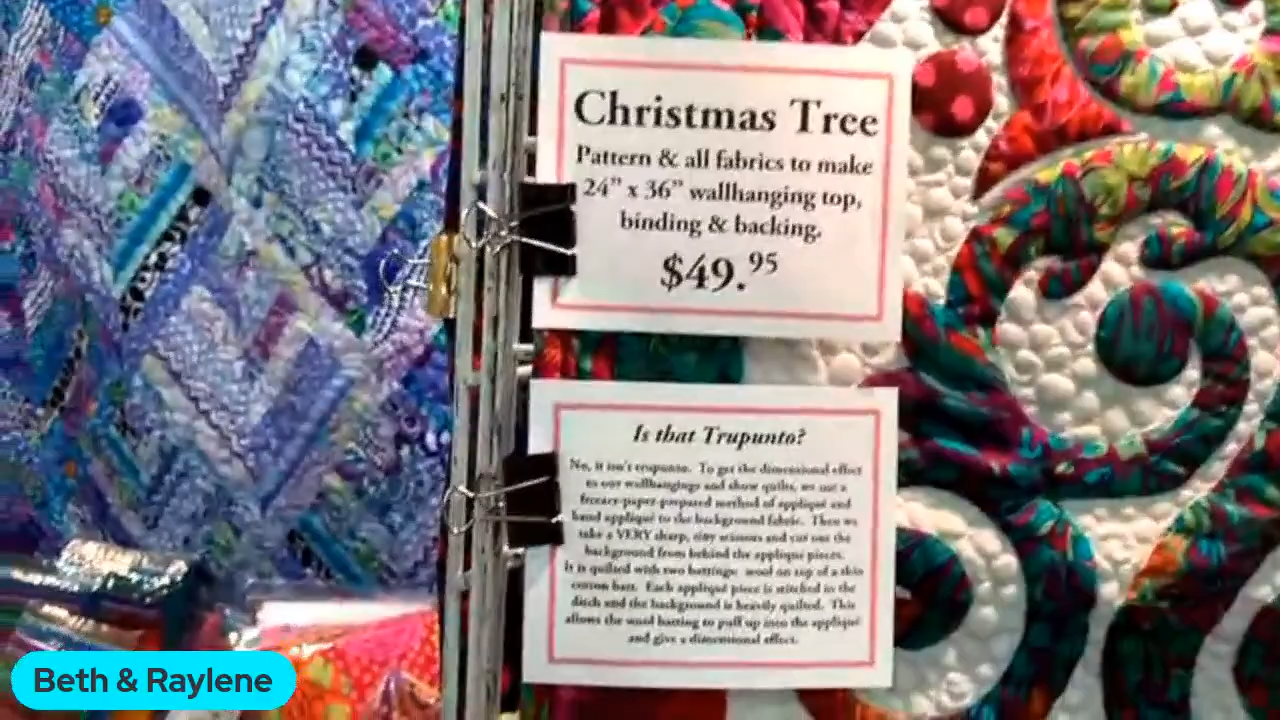 Christmas Tree
Pattern & all fabrics to make
24” x 36” wallhanging top,
binding & backing.
$49.95
Is that Trupunto?
No, it isn't trupunto. To get the dimensional effect
to our wallhangings and show quilts, we use a
freezer-paper-prepared method of applique and
hand applique to the background fabric. Then we
take a VERY sharp, tiny scissors and cut out the
background from behind the applique pieces.
It is quilted with two battings: wool on top of a thin
cotton batt. Each applique piece is stitched in the
ditch and the background is heavily quilted. This
allows the wool batting to puff up into the applique
and give a dimensional effect.
Beth & Raylene